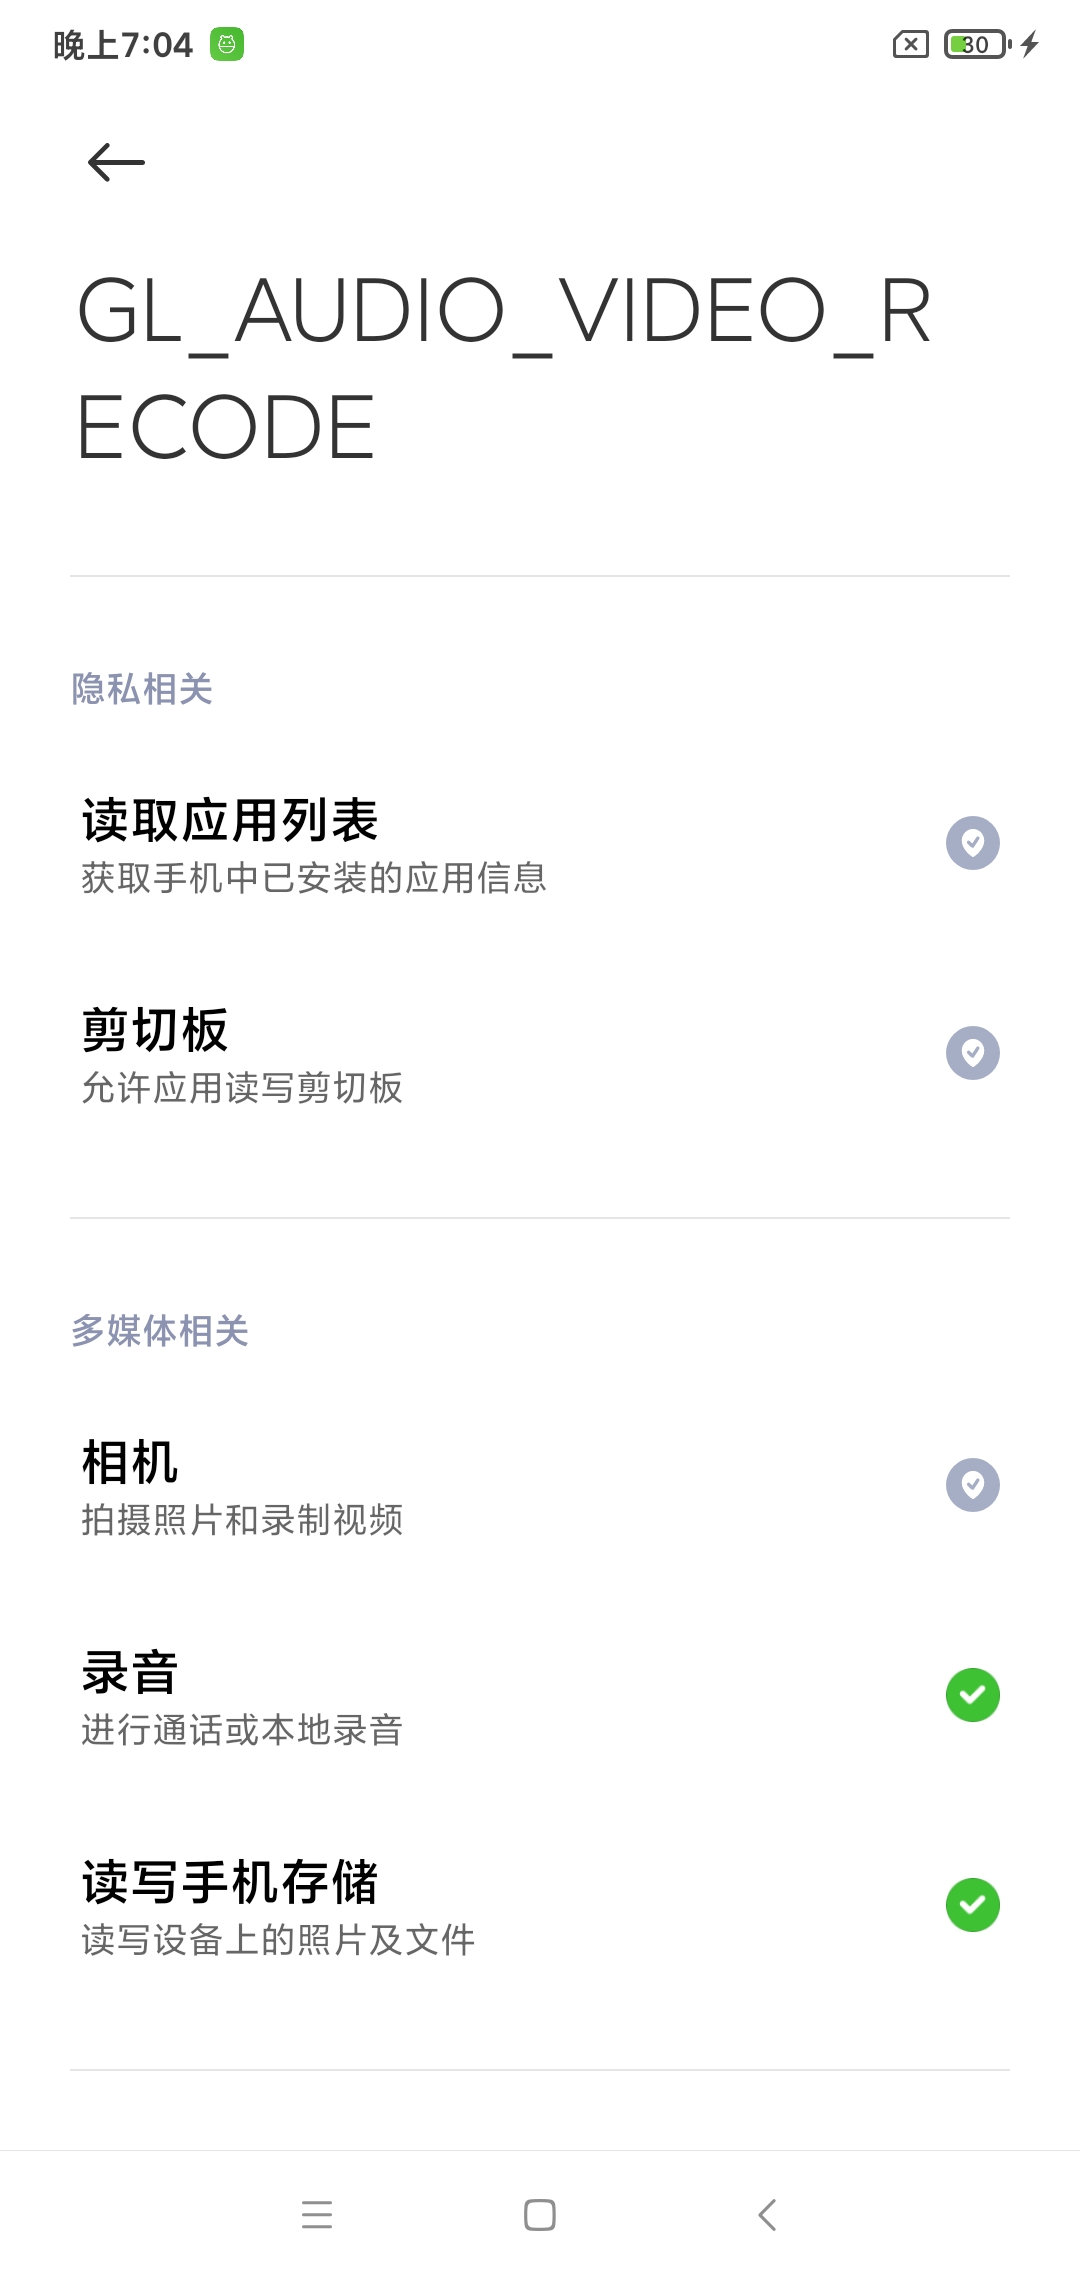 晚上7:04
30
GL_AUDIO_VIDEO_R
ECODE
隐私相关
读取应用列表
获取手机中已安装的应用信息
剪切板
允许应用读写剪切板
多媒体相关
相机
拍摄照片和录制视频
录音
进行通话或本地录音
读写手机存储
读写设备上的照片及文件